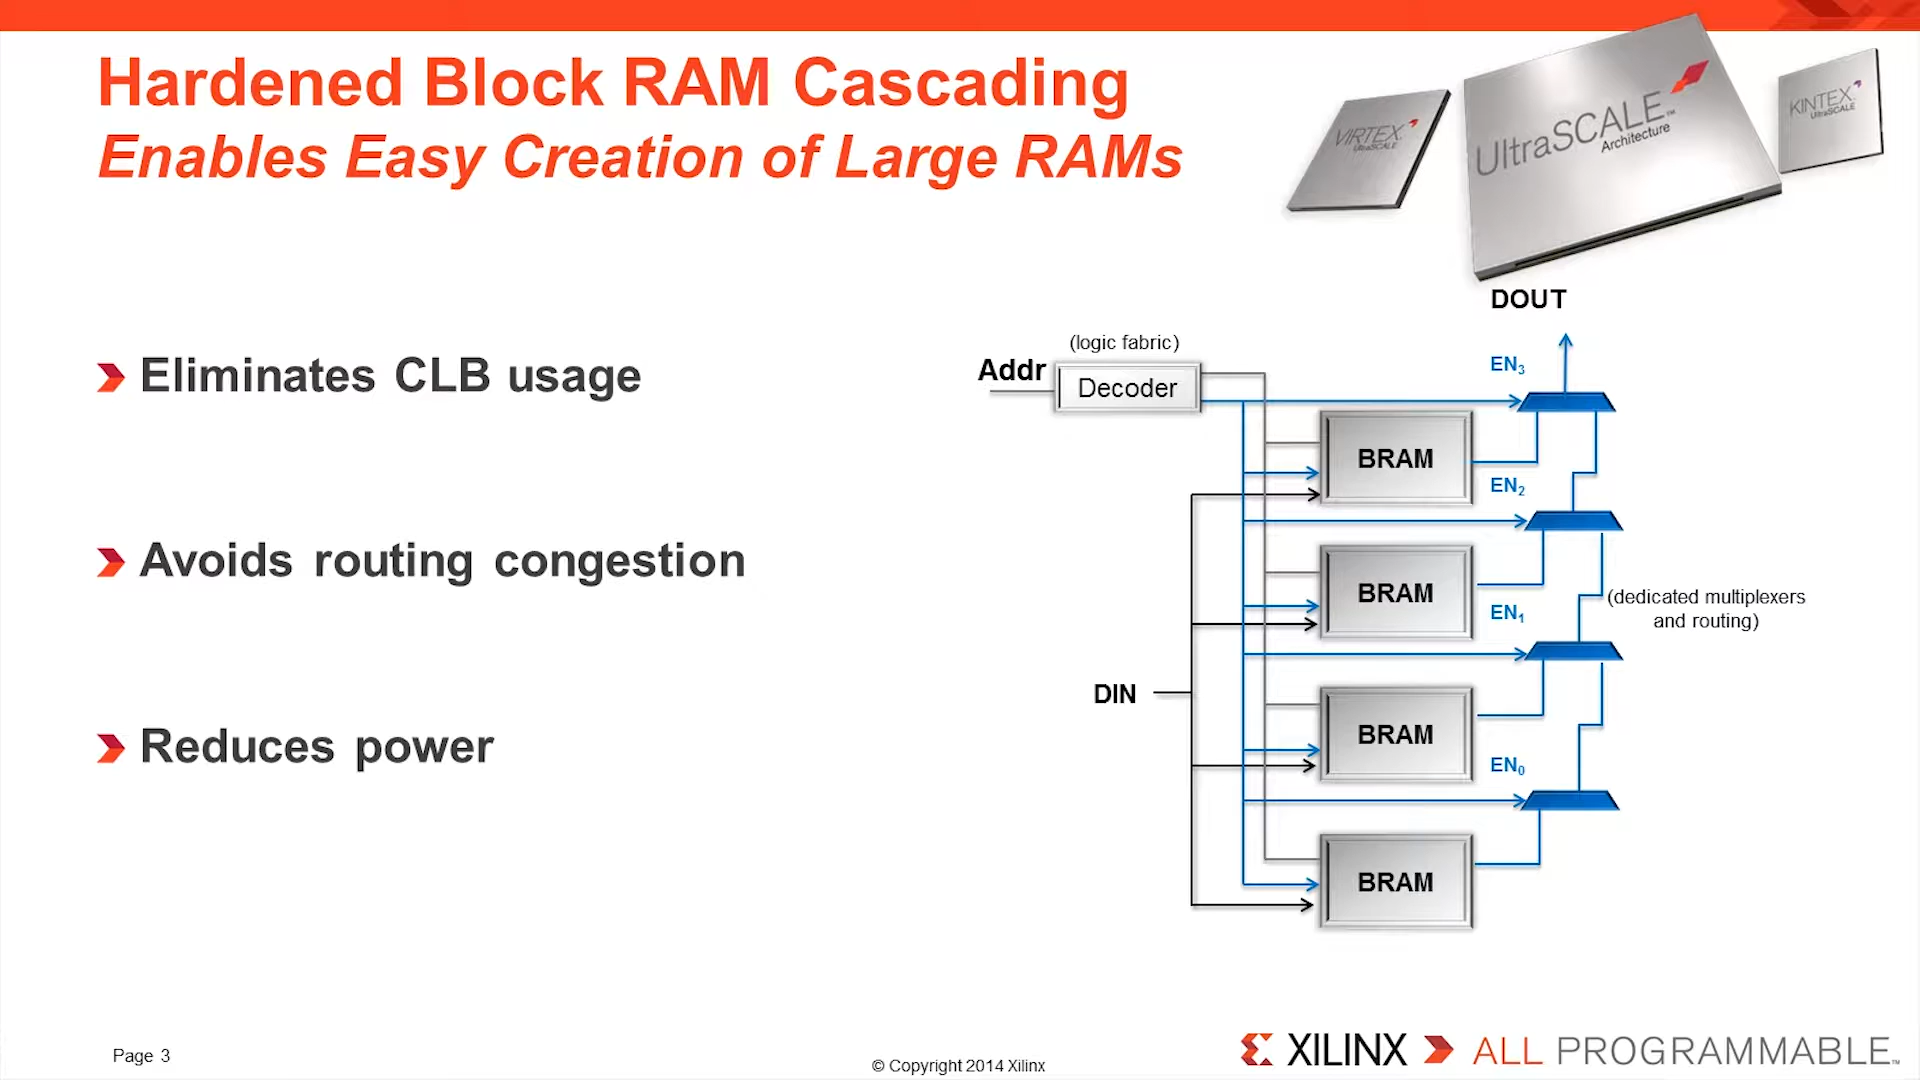 Hardened Block RAM Cascading
Enables Easy Creation of Large RAMs
VIRTEX
UltraSCALE
UltraSCALE™
Architecture
KINTEX
UltraSCALE
Eliminates CLB usage
Avoids routing congestion
Reduces power
DOUT
(logic fabric)
Addr
Decoder
EN₃
BRAM
EN₂
BRAM
EN₁
(dedicated multiplexers
and routing)
DIN
BRAM
EN₀
BRAM
Page 3
© Copyright 2014 Xilinx
XILINX ALL PROGRAMMABLE™